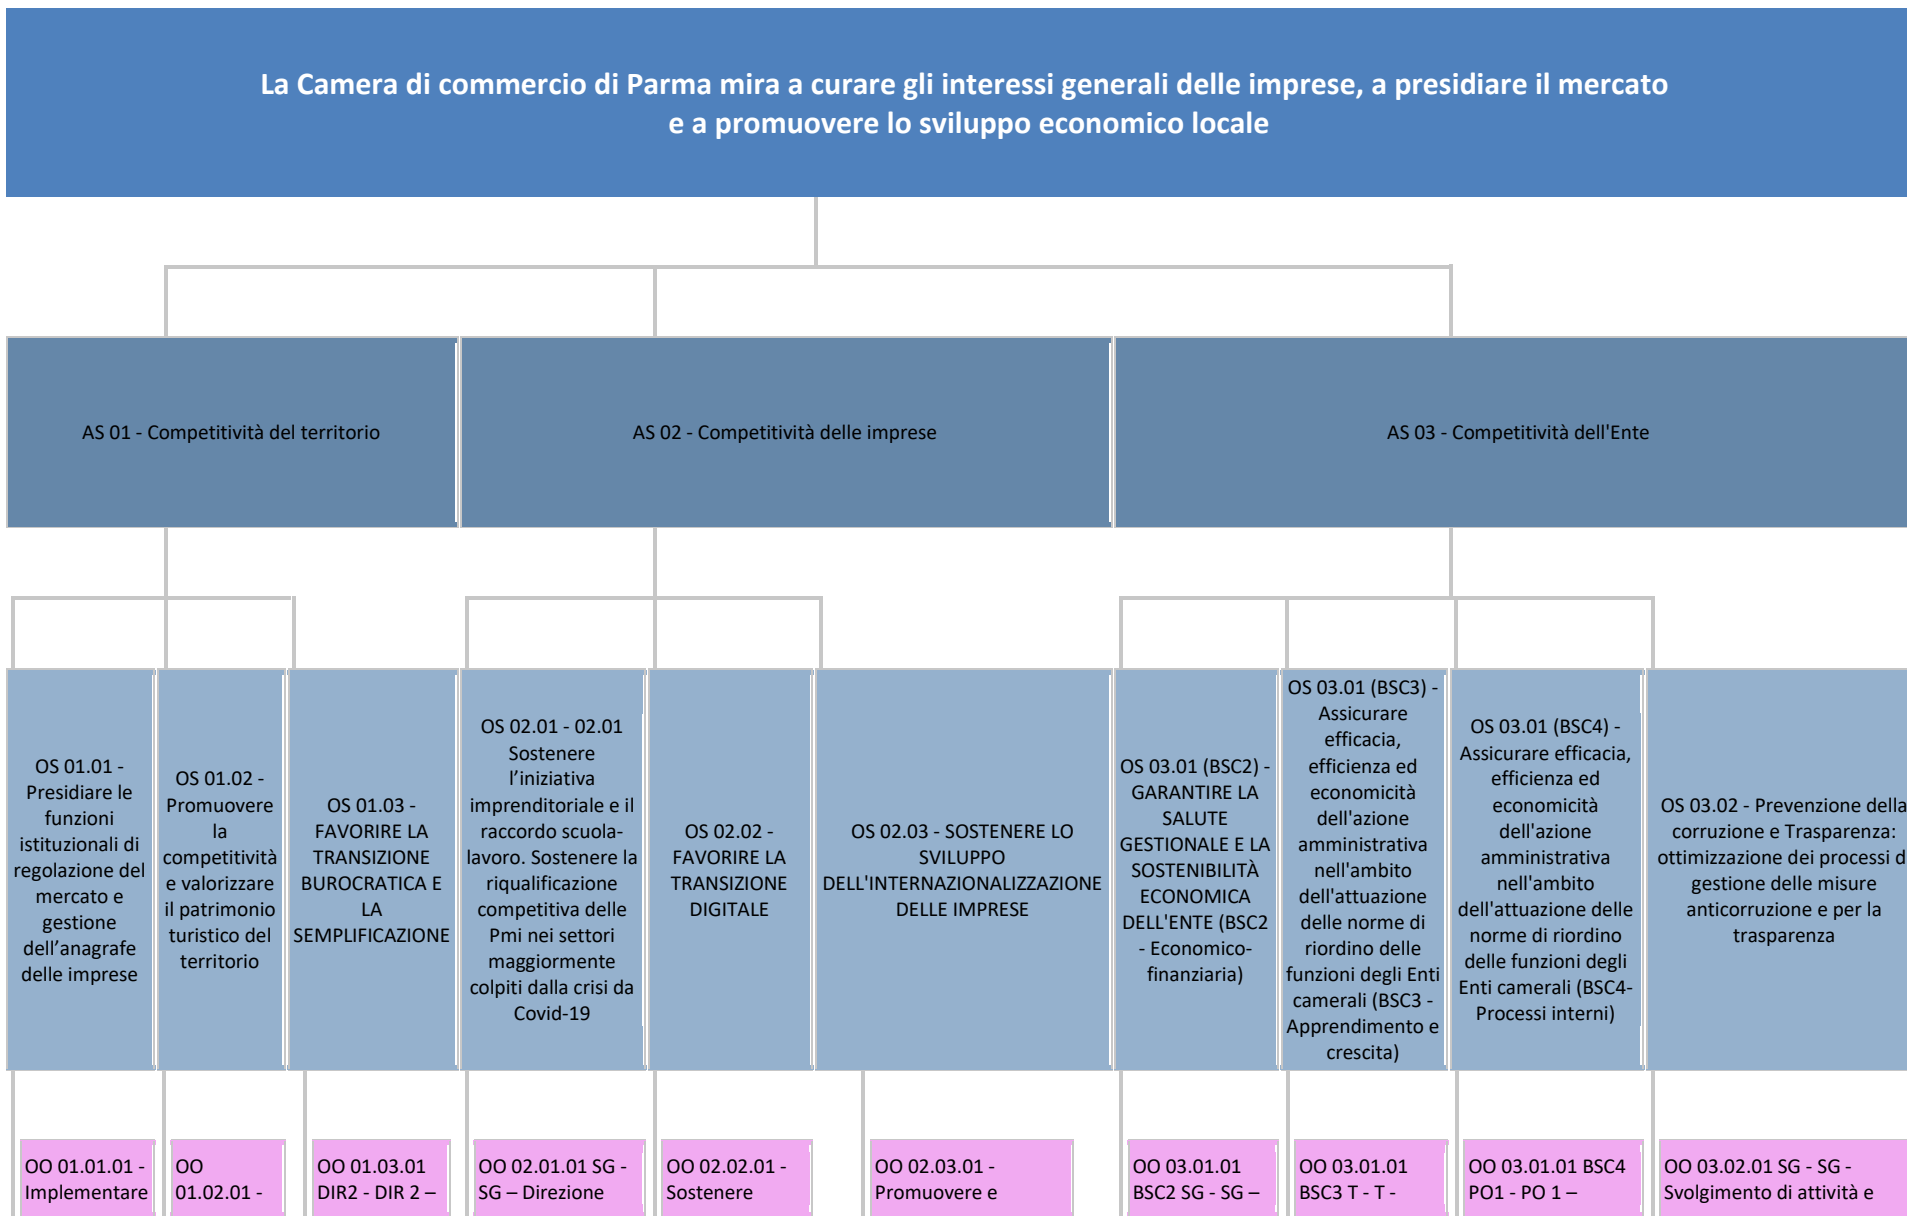 La Camera di commercio di Parma mira a curare gli interessi generali delle imprese, a presidiare il mercato
e a promuovere lo sviluppo economico locale
AS 01 - Competitività del territorio
AS 02 - Competitività delle imprese
AS 03 - Competitività dell'Ente
OS 01.01 -
Presidiare le
funzioni
istituzionali di
regolazione del
mercato e
gestione
dell’anagrafe
delle imprese
OS 01.02 -
Promuovere
la
competitività
e valorizzare
il patrimonio
turistico del
territorio
OS 01.03 -
FAVORIRE LA
TRANSIZIONE
BUROCRATICA E
LA
SEMPLIFICAZIONE
OS 02.01 - 02.01
Sostenere
l’iniziativa
imprenditoriale e il
raccordo scuola-
lavoro. Sostenere la
riqualificazione
competitiva delle
Pmi nei settori
maggiormente
colpiti dalla crisi da
Covid-19
OS 02.02 -
FAVORIRE LA
TRANSIZIONE
DIGITALE
OS 02.03 - SOSTENERE LO
SVILUPPO
DELL'INTERNAZIONALIZZAZIONE
DELLE IMPRESE
OS 03.01 (BSC2) -
GARANTIRE LA
SALUTE
GESTIONALE E LA
SOSTENIBILITÀ
ECONOMICA
DELL'ENTE (BSC2
- Economico-
finanziaria)
OS 03.01 (BSC3) -
Assicurare
efficacia,
efficienza ed
economicità
dell'azione
amministrativa
nell'ambito
dell'attuazione
delle norme di
riordino delle
funzioni degli Enti
camerali (BSC3 -
Apprendimento e
crescita)
OS 03.01 (BSC4) -
Assicurare efficacia,
efficienza ed
economicità
dell'azione
amministrativa
nell'ambito
dell'attuazione delle
norme di riordino
delle funzioni degli
Enti camerali (BSC4-
Processi interni)
OS 03.02 - Prevenzione della
corruzione e Trasparenza:
ottimizzazione dei processi d
gestione delle misure
anticorruzione e per la
trasparenza
OO 01.01.01 -
Implementare
OO
01.02.01 -
OO 01.03.01
DIR2 - DIR 2 –
OO 02.01.01 SG -
SG – Direzione
OO 02.02.01 -
Sostenere
OO 02.03.01 -
Promuovere e
OO 03.01.01
BSC2 SG - SG –
OO 03.01.01
BSC3 T - T -
OO 03.01.01 BSC4
PO1 - PO 1 –
OO 03.02.01 SG - SG -
Svolgimento di attività e